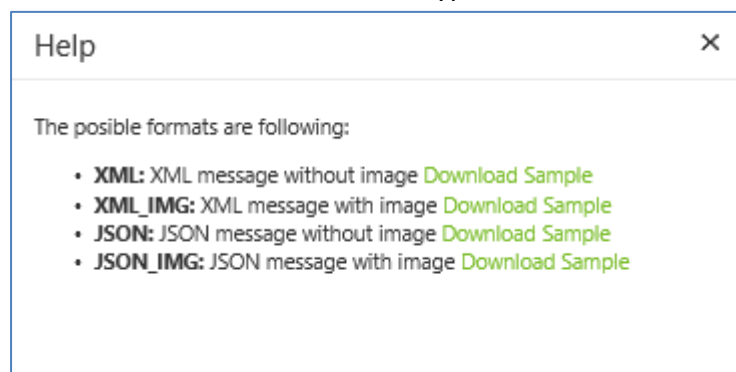 Help ×
The posible formats are following:
• XML: XML message without image Download Sample
• XML_IMG: XML message with image Download Sample
• JSON: JSON message without image Download Sample
• JSON_IMG: JSON message with image Download Sample